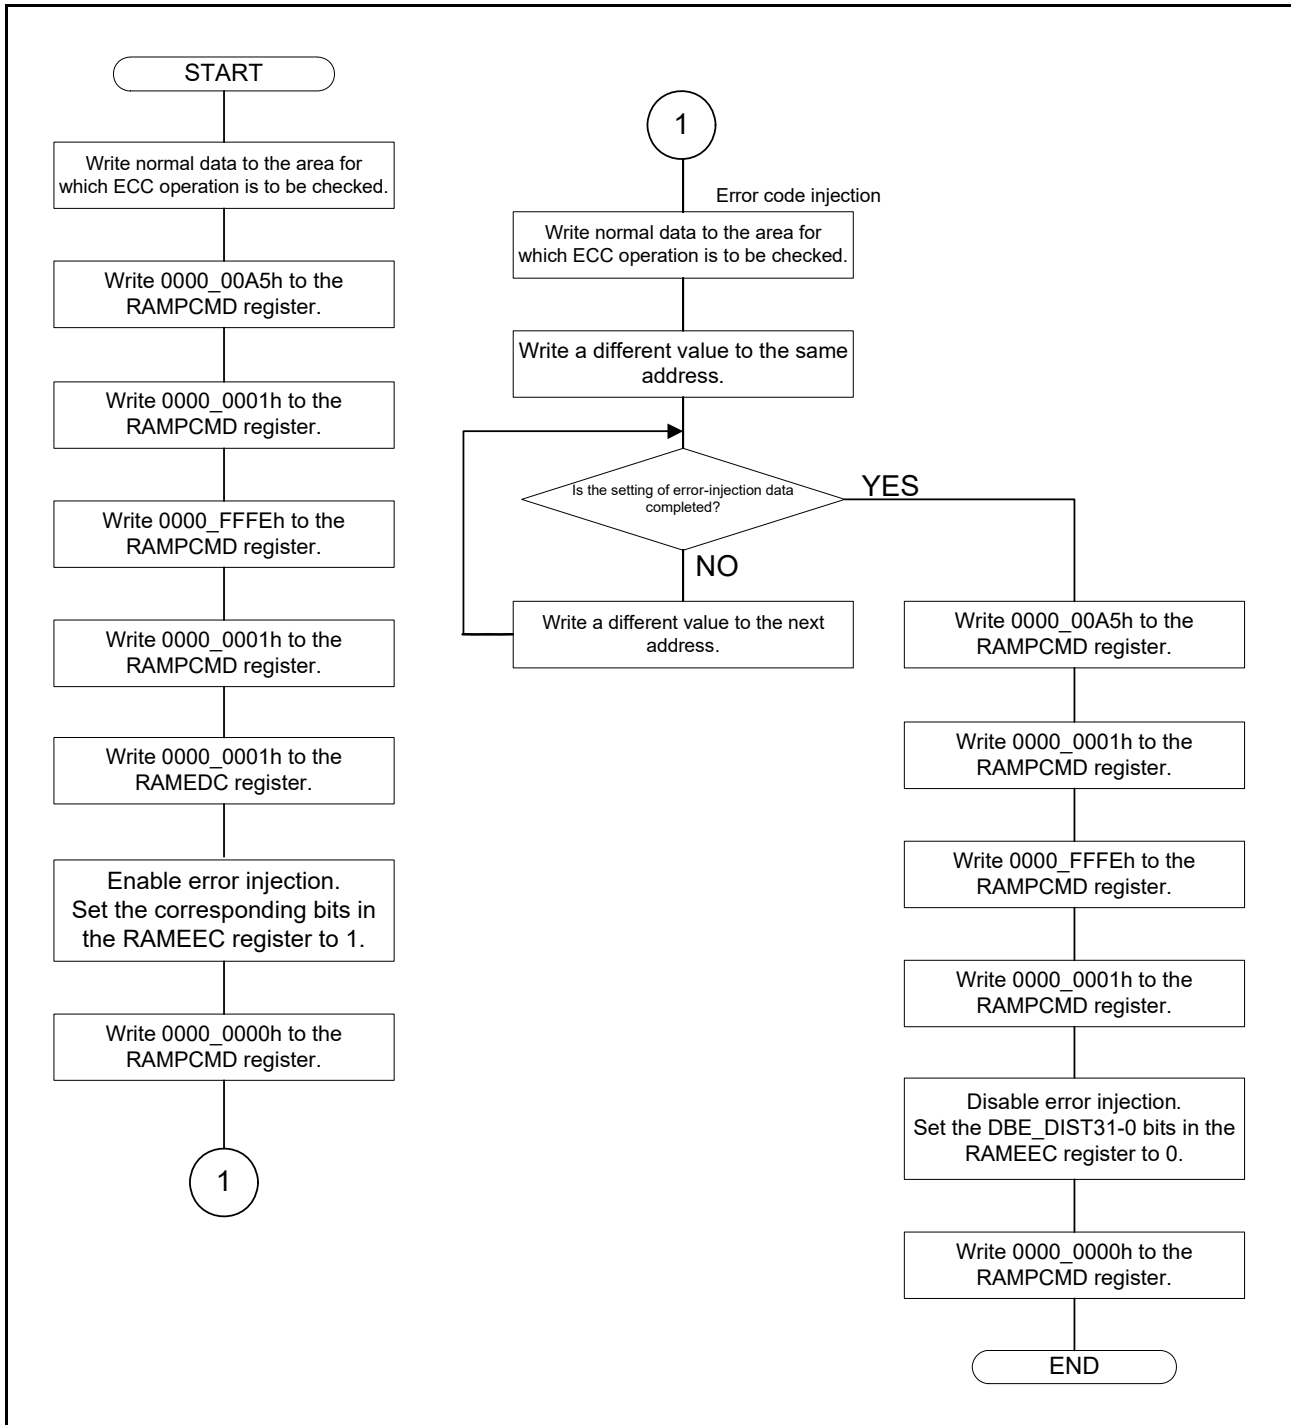 START
Write normal data to the area for
which ECC operation is to be checked.
Write 0000_00A5h to the
RAMPCMD register.
Write 0000_0001h to the
RAMPCMD register.
Write 0000_FFFEh to the
RAMPCMD register.
Write 0000_0001h to the
RAMPCMD register.
Write 0000_0001h to the
RAMEDC register.
Enable error injection.
Set the corresponding bits in
the RAMEEC register to 1.
Write 0000_0000h to the
RAMPCMD register.
1
1
Error code injection
Write normal data to the area for
which ECC operation is to be checked.
Write a different value to the same
address.
Is the setting of error-injection data
completed?
YES
NO
Write a different value to the next
address.
Write 0000_00A5h to the
RAMPCMD register.
Write 0000_0001h to the
RAMPCMD register.
Write 0000_FFFEh to the
RAMPCMD register.
Write 0000_0001h to the
RAMPCMD register.
Disable error injection.
Set the DBE_DIST31-0 bits in the
RAMEEC register to 0.
Write 0000_0000h to the
RAMPCMD register.
END